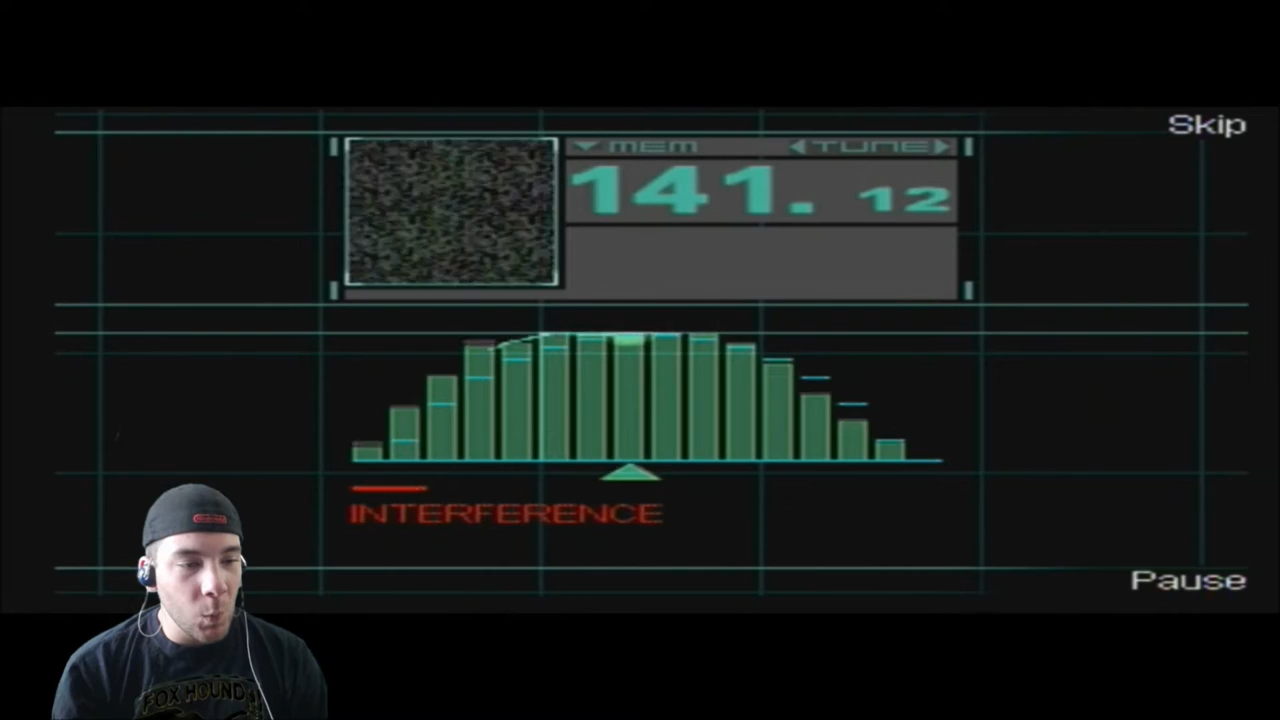 Skip
MEM TUNE
141.12
INTERFERENCE
Pause
FOX HOUND